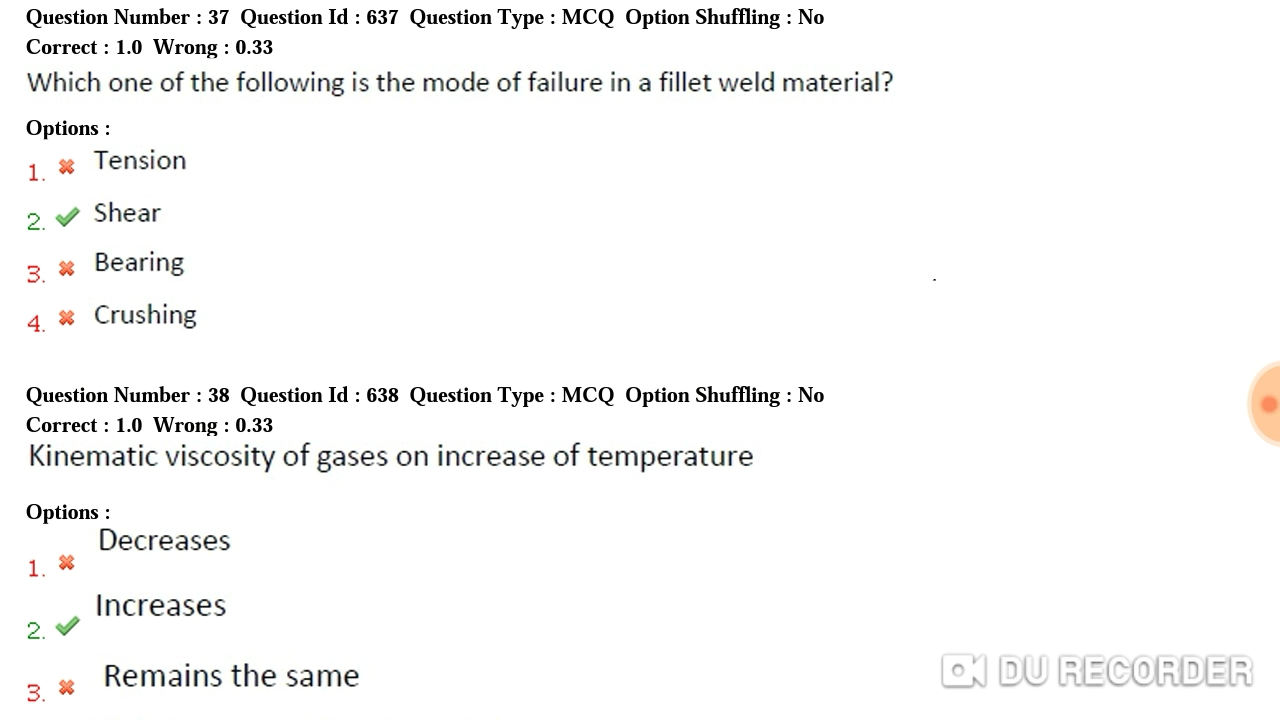 Question Number : 37 Question Id : 637 Question Type : MCQ Option Shuffling : No
Correct : 1.0 Wrong : 0.33
Which one of the following is the mode of failure in a fillet weld material?
Options :
1. Tension
2. Shear
3. Bearing
4. Crushing
Question Number : 38 Question Id : 638 Question Type : MCQ Option Shuffling : No
Correct : 1.0 Wrong : 0.33
Kinematic viscosity of gases on increase of temperature
Options :
1. Decreases
2. Increases
3. Remains the same
DU RECORDER